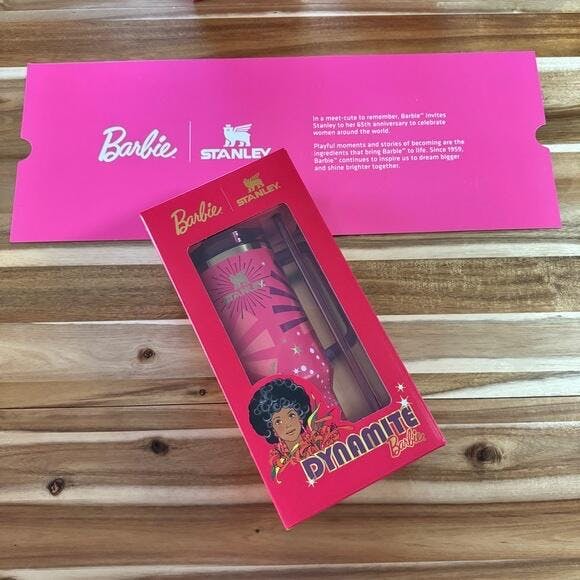 Barbie™ | STANLEY
In a meet-cute to remember, Barbie™ invites
Stanley to her 65th anniversary to celebrate
women around the world.
Playful moments and stories of becoming are the
ingredients that bring Barbie™ to life. Since 1959,
Barbie™ continues to inspire us to dream bigger
and shine brighter together.
Barbie | STANLEY
STANLEY
DYNAMITE
Barbie